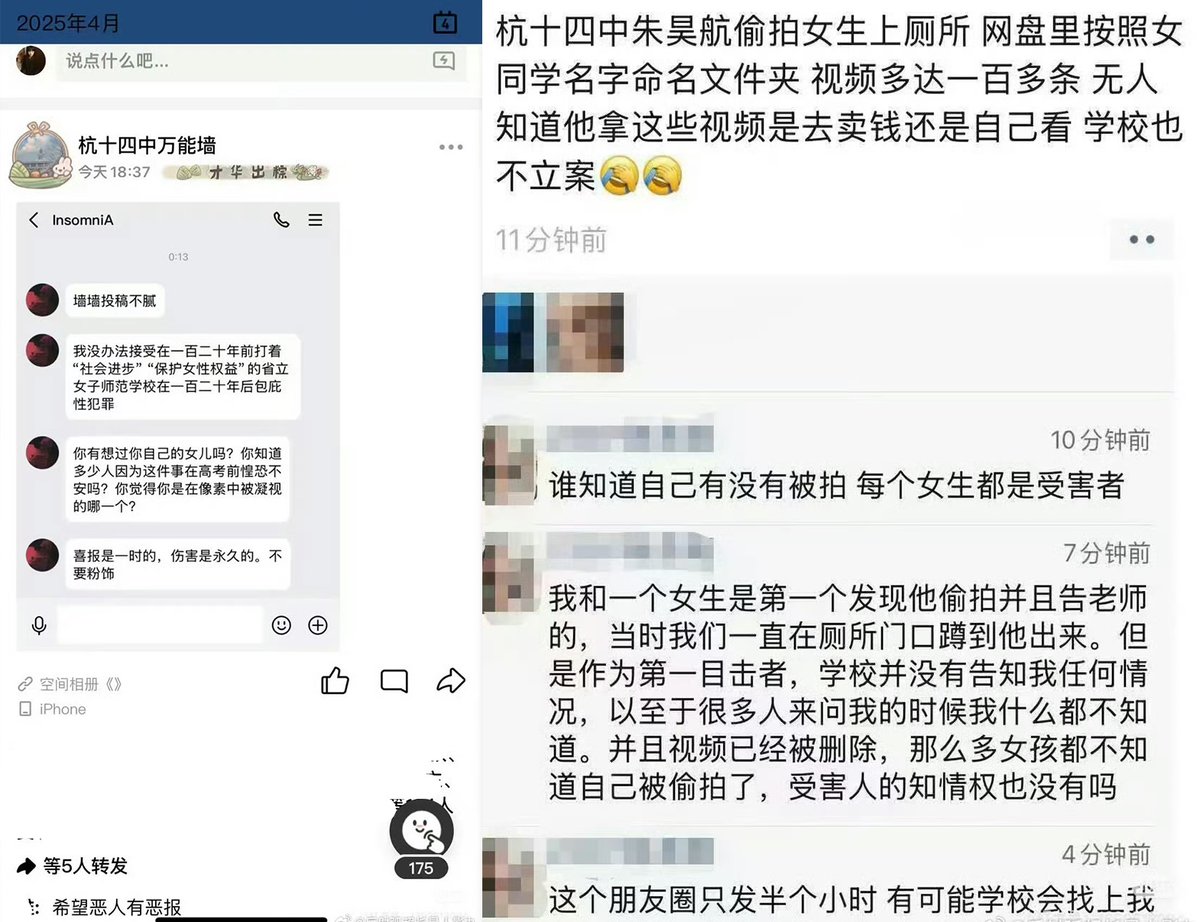 2025年4月
4
说点什么吧...
杭十四中万能墙
今天 18:37
才华出粽
InsomniA
0:13
墙墙投稿不腻
我没办法接受在一百二十年前打着
“社会进步”“保护女性权益”的省立
女子师范学校在一百二十年后包庇
性犯罪
你有想过你自己的女儿吗？你知道
多少人因为这件事在高考前惶恐不
安吗？你觉得你是在像素中被凝视
的哪一个？
喜报是一时的，伤害是永久的。不
要粉饰
空间相册《》
iPhone
175
等5人转发
希望恶人有恶报
杭十四中朱昊航偷拍女生上厕所 网盘里按照女
同学名字命名文件夹 视频多达一百多条 无人
知道他拿这些视频是去卖钱还是自己看 学校也
不立案🤦🤦
11分钟前
10分钟前
谁知道自己有没有被拍 每个女生都是受害者
7分钟前
我和一个女生是第一个发现他偷拍并且告老师
的，当时我们一直在厕所门口蹲到他出来。但
是作为第一目击者，学校并没有告知我任何情
况，以至于很多人来问我的时候我什么都不知
道。并且视频已经被删除，那么多女孩都不知
道自己被偷拍了，受害人的知情权也没有吗
4分钟前
这个朋友圈只发半个小时 有可能学校会找上我